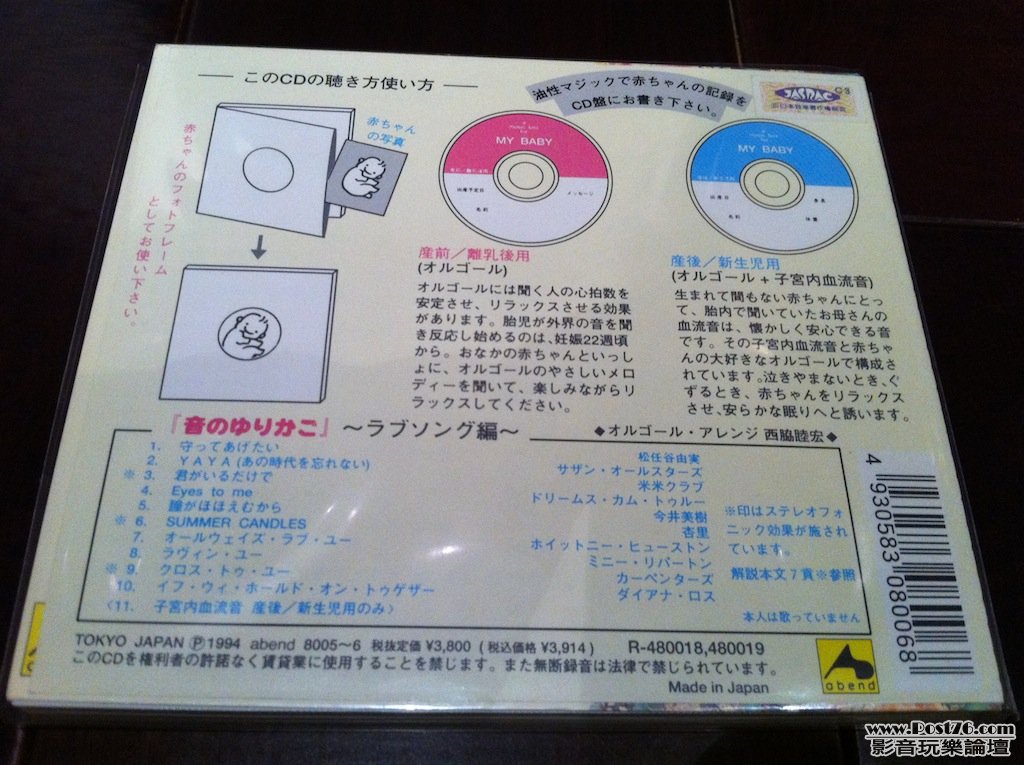 このCDの聴き方使い方
油性マジックで赤ちゃんの記録を
CD盤にお書き下さい。
JASRAC
C3
赤ちゃんのフォトフレーム
としてお使い下さい。
赤ちゃん
の写真
MY BABY
出産予定日
メッセージ
名前
MY BABY
出産日
身長
名前
体重
産前／離乳後用
(オルゴール)
オルゴールには聞く人の心拍数を
安定させ、リラックスさせる効果
があります。胎児が外界の音を聞
き反応し始めるのは、妊娠22週頃
から。おなかの赤ちゃんといっし
ょに、オルゴールのやさしいメロ
ディーを聞いて、楽しみながらリ
ラックスしてください。
産後／新生児用
(オルゴール＋子宮内血流音)
生まれて間もない赤ちゃんにとっ
て、胎内で聞いていたお母さんの
血流音は、懐かしく安心できる音
です。その子宮内血流音と赤ちゃ
んの大好きなオルゴールで構成さ
れています。泣きやまないとき、ぐ
ずるとき、赤ちゃんをリラックス
させ、安らかな眠りへと誘います。
『音のゆりかご』 〜ラブソング編〜
◆オルゴール・アレンジ 西脇睦宏◆
1. 守ってあげたい 松任谷由実
2. YAYA (あの時代を忘れない) サザン・オールスターズ
※ 3. 君がいるだけで 米米クラブ
4. Eyes to me ドリームス・カム・トゥルー
5. 瞳がほほえむから 今井美樹
※ 6. SUMMER CANDLES 杏里
7. オールウェイズ・ラブ・ユー ホイットニー・ヒューストン
8. ラヴィン・ユー ミニー・リパートン
※ 9. クロス・トゥ・ユー カーペンターズ
10. イフ・ウィ・ホールド・オン・トゥゲザー ダイアナ・ロス
〈11. 子宮内血流音 産後／新生児用のみ〉
※印はステレオフォ
ニック効果が施され
ています。
解説本文7頁※参照
本人は歌っていません
4 930583 080068
TOKYO JAPAN Ⓟ1994 abend 8005〜6 税抜定価 ¥3,800 (税込価格 ¥3,914) R-480018,480019
このCDを権利者の許諾なく賃貸業に使用することを禁じます。また無断録音は法律で禁じられています。
Made in Japan
abend
www.Post76.com
影音玩樂論壇